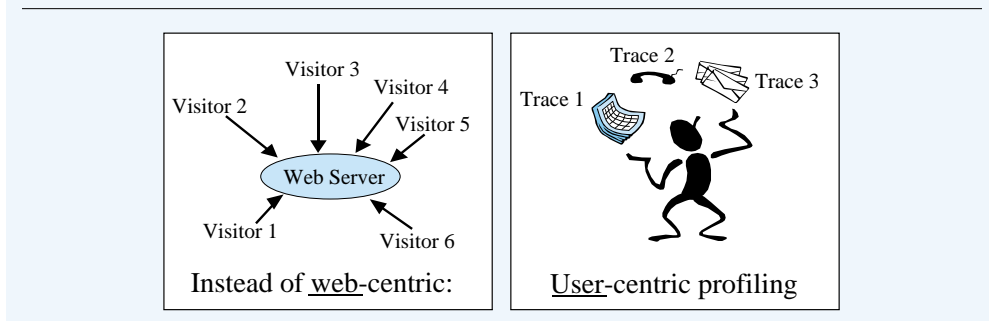 Visitor 3
Visitor 4
Visitor 2
Visitor 5
Web Server
Visitor 1
Visitor 6
Instead of web-centric:
Trace 2
Trace 3
Trace 1
User-centric profiling